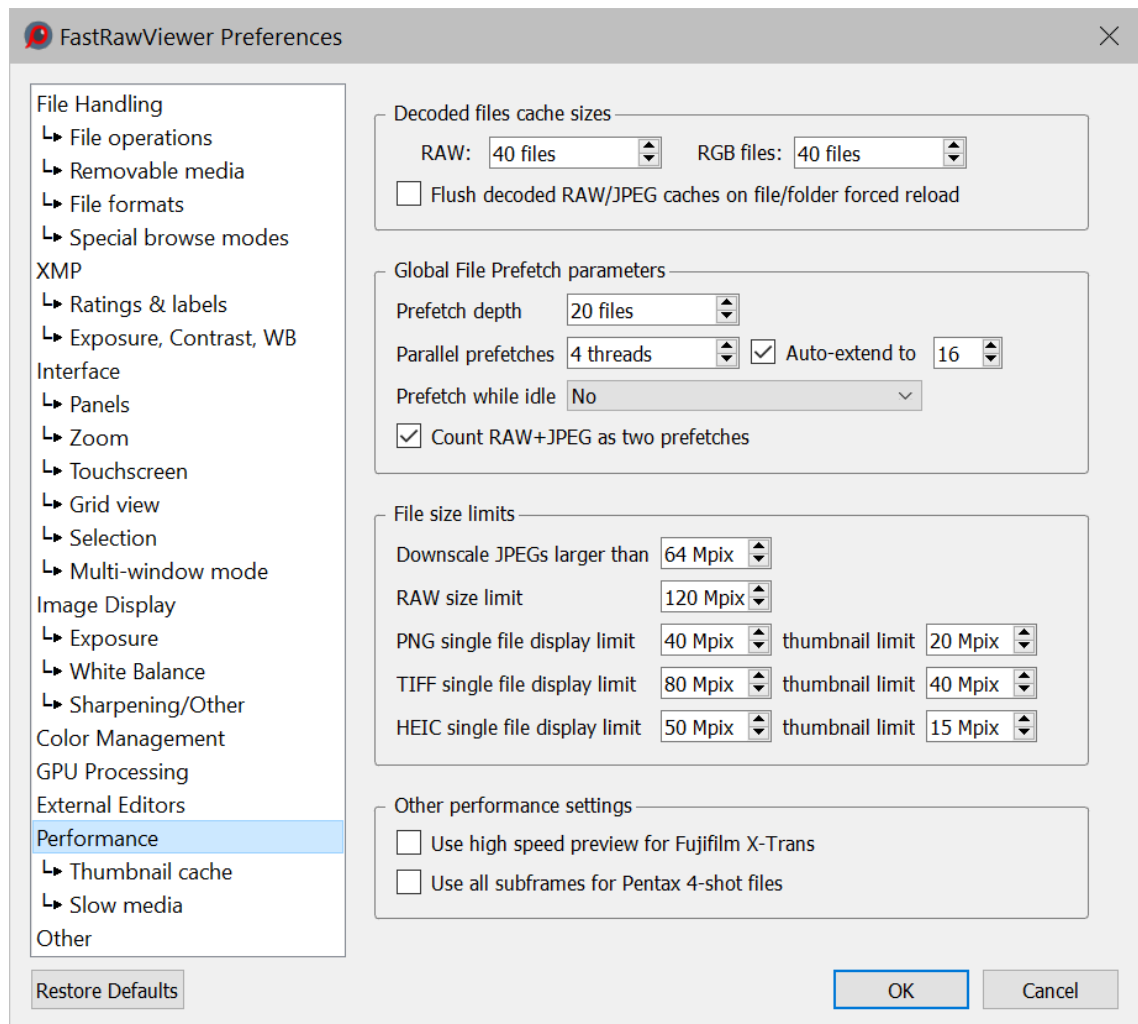 FastRawViewer Preferences
File Handling
File operations
Removable media
File formats
Special browse modes
XMP
Ratings & labels
Exposure, Contrast, WB
Interface
Panels
Zoom
Touchscreen
Grid view
Selection
Multi-window mode
Image Display
Exposure
White Balance
Sharpening/Other
Color Management
GPU Processing
External Editors
Performance
Thumbnail cache
Slow media
Other
Decoded files cache sizes
RAW: 40 files RGB files: 40 files
Flush decoded RAW/JPEG caches on file/folder forced reload
Global File Prefetch parameters
Prefetch depth 20 files
Parallel prefetches 4 threads Auto-extend to 16
Prefetch while idle No
Count RAW+JPEG as two prefetches
File size limits
Downscale JPEGs larger than 64 Mpix
RAW size limit 120 Mpix
PNG single file display limit 40 Mpix thumbnail limit 20 Mpix
TIFF single file display limit 80 Mpix thumbnail limit 40 Mpix
HEIC single file display limit 50 Mpix thumbnail limit 15 Mpix
Other performance settings
Use high speed preview for Fujifilm X-Trans
Use all subframes for Pentax 4-shot files
Restore Defaults OK Cancel